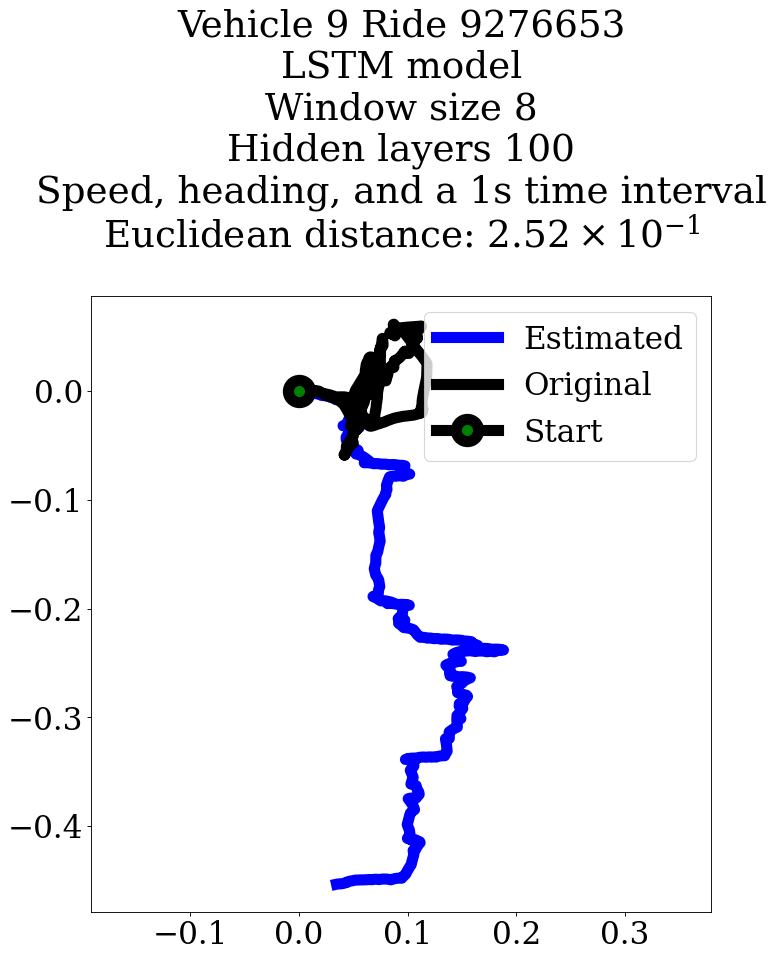 Vehicle 9 Ride 9276653
LSTM model
Window size 8
Hidden layers 100
Speed, heading, and a 1s time interval
Euclidean distance: 2.52 × 10⁻¹
Estimated
Original
Start
0.0
−0.1
−0.2
−0.3
−0.4
−0.1 0.0 0.1 0.2 0.3